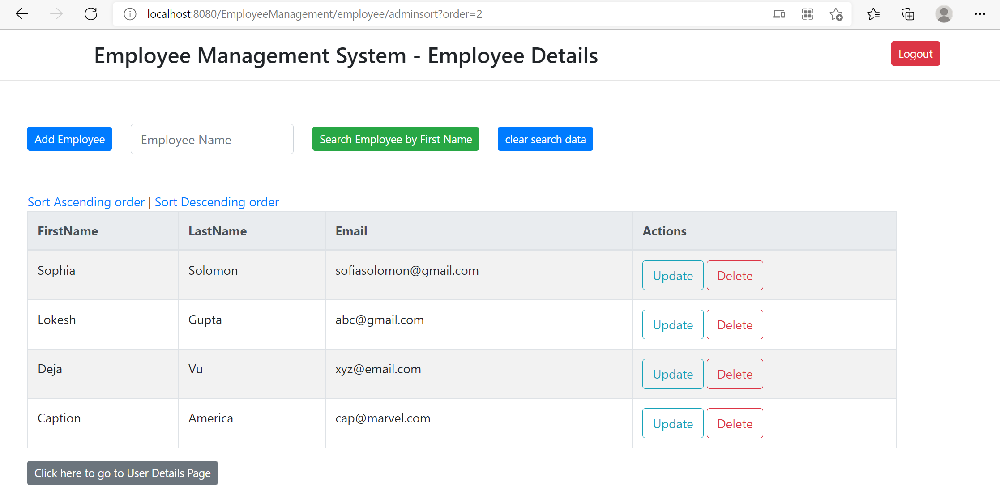 localhost:8080/EmployeeManagement/employee/adminsort?order=2
Employee Management System - Employee Details
Logout
Add Employee
Employee Name
Search Employee by First Name
clear search data
Sort Ascending order | Sort Descending order
FirstName LastName Email Actions
Sophia Solomon sofiasolomon@gmail.com Update Delete
Lokesh Gupta abc@gmail.com Update Delete
Deja Vu xyz@email.com Update Delete
Caption America cap@marvel.com Update Delete
Click here to go to User Details Page